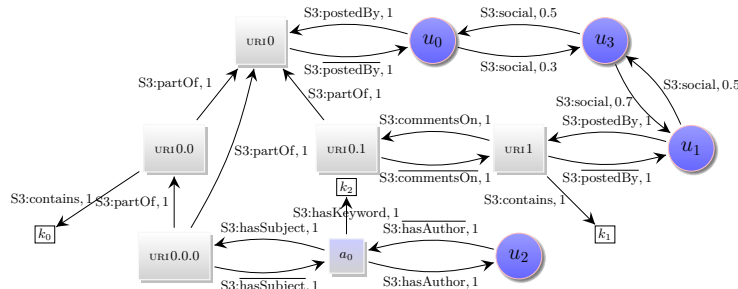 S3:postedBy, 1
S3:social, 0.5
URI0
u0
u3
S3:postedBy, 1
S3:social, 0.3
S3:partOf, 1
S3:partOf, 1
S3:social, 0.5
S3:social, 0.7
S3:commentsOn, 1
S3:postedBy, 1
URI0.0
S3:partOf, 1
URI0.1
URI1
u1
S3:commentsOn, 1
S3:postedBy, 1
k2
S3:contains, 1
S3:partOf, 1
S3:contains, 1
S3:hasKeyword, 1
k0
k1
S3:hasSubject, 1
S3:hasAuthor, 1
URI0.0.0
a0
u2
S3:hasSubject, 1
S3:hasAuthor, 1